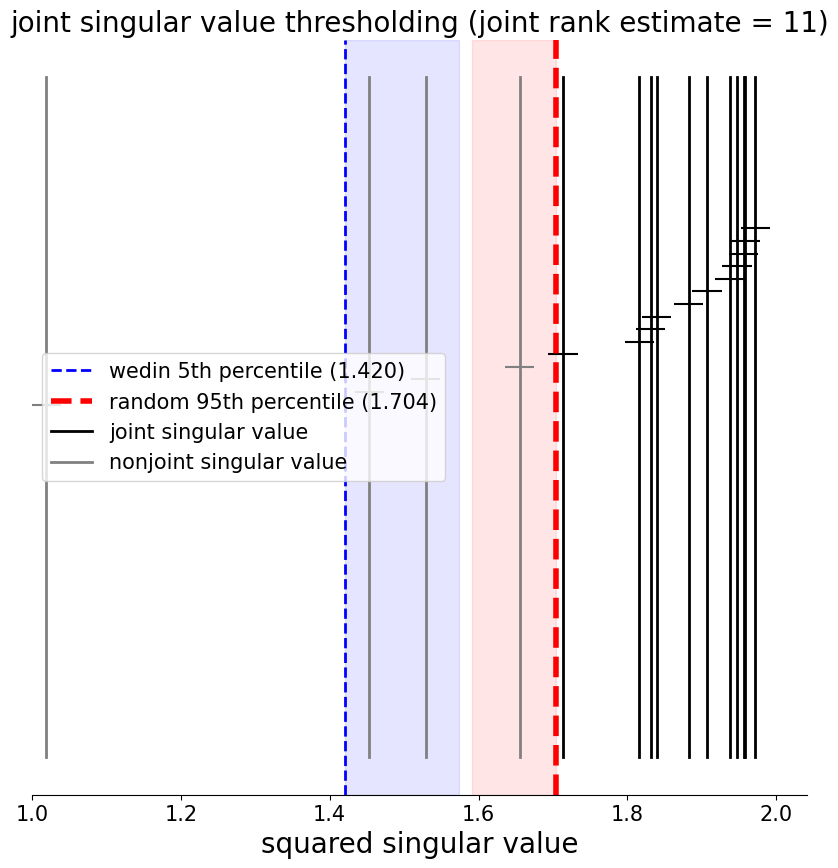 joint singular value thresholding (joint rank estimate = 11)
wedin 5th percentile (1.420)
random 95th percentile (1.704)
joint singular value
nonjoint singular value
1.0 1.2 1.4 1.6 1.8 2.0
squared singular value